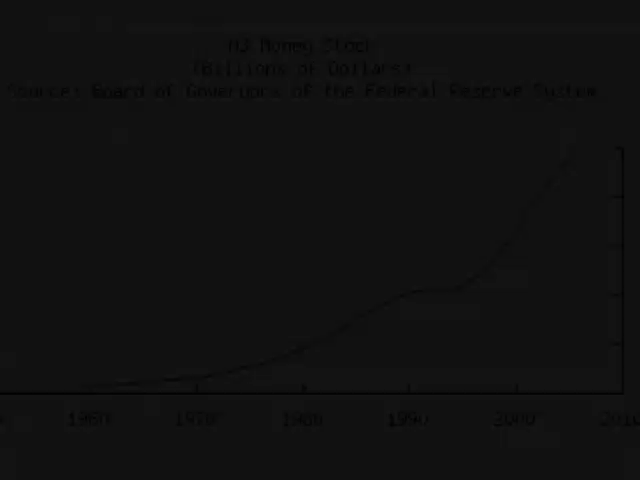 M3 Money Stock
(Billions of Dollars)
Source: Board of Governors of the Federal Reserve System
1960 1970 1980 1990 2000 2010